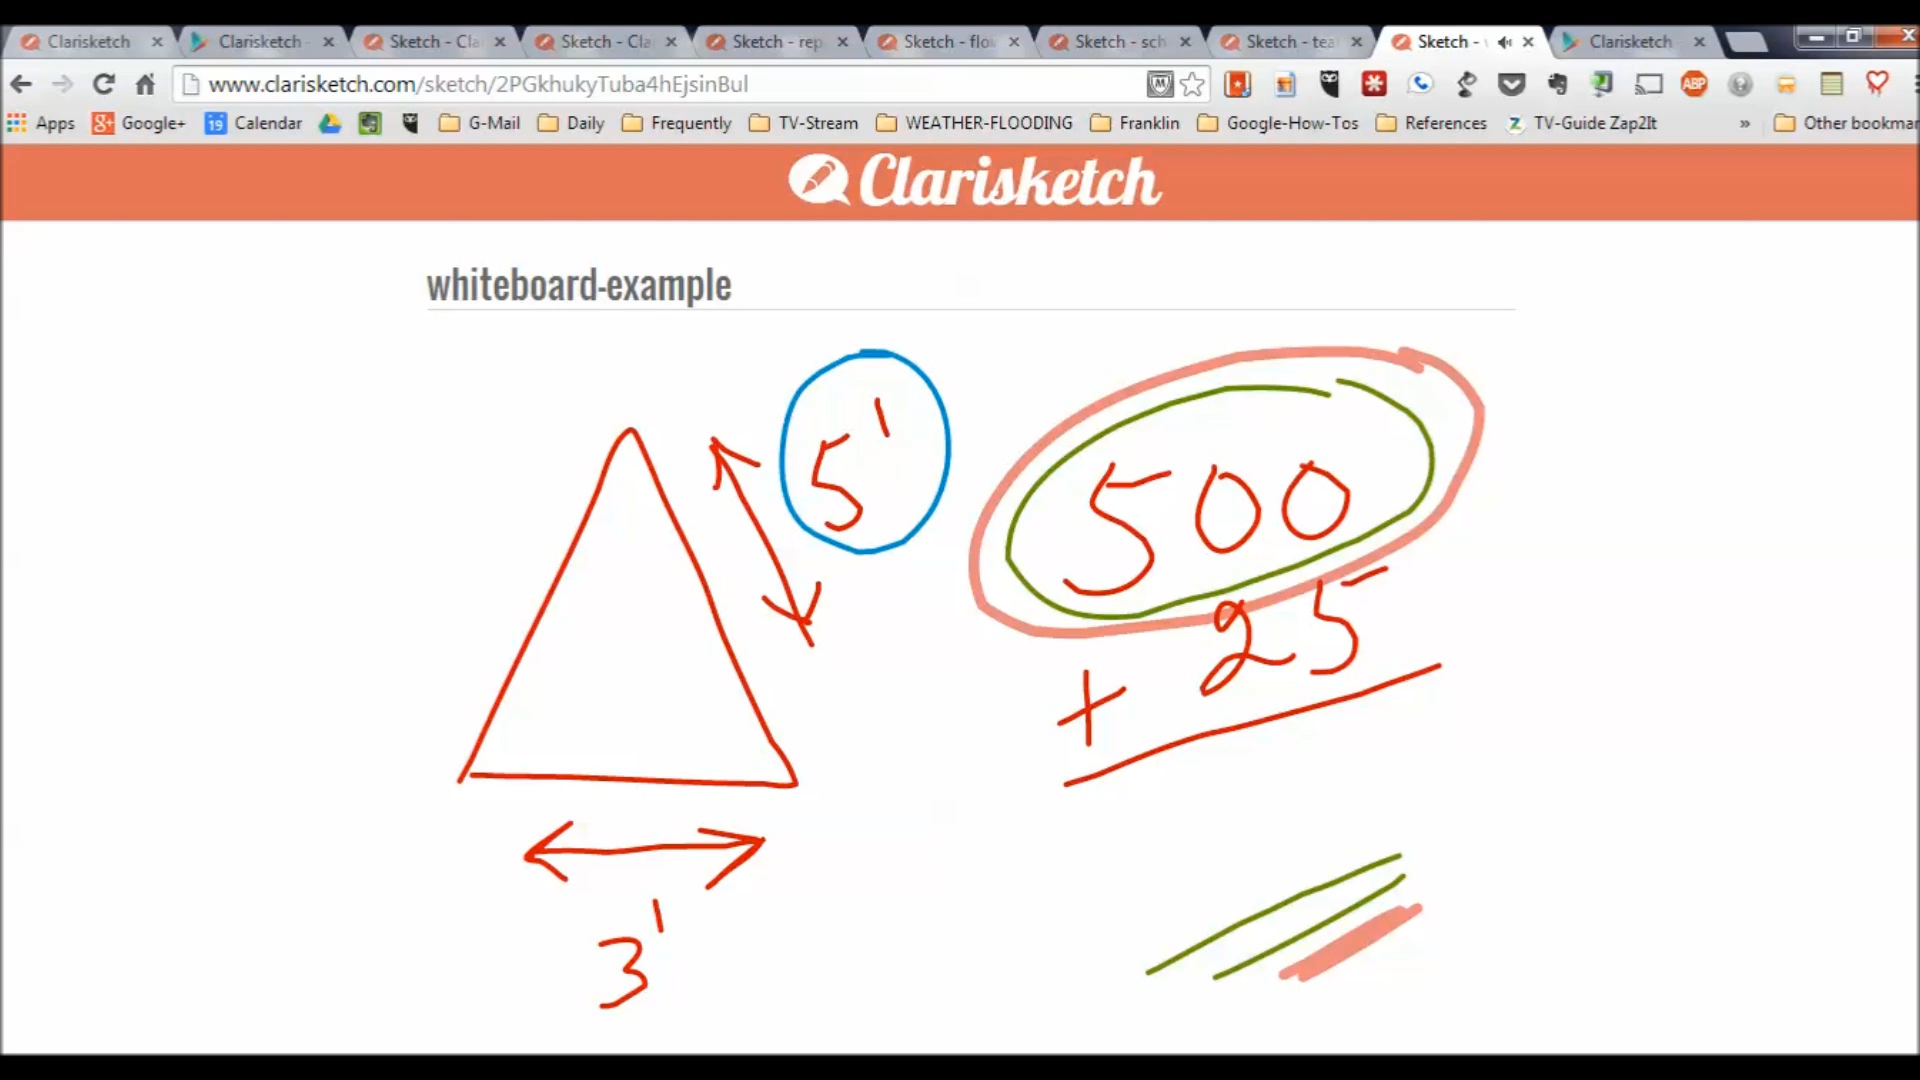 Clarisketch
Clarisketch
Sketch - Cla
Sketch - Cla
Sketch - rep
Sketch - flo
Sketch - sch
Sketch - tea
Sketch -
Clarisketch
www.clarisketch.com/sketch/2PGkhukyTuba4hEjsinBul
ABP
Apps
Google+
19 Calendar
G-Mail
Daily
Frequently
TV-Stream
WEATHER-FLOODING
Franklin
Google-How-Tos
References
TV-Guide Zap2It
»
Other bookmar
Clarisketch
whiteboard-example
5'
500
+ 25
3'